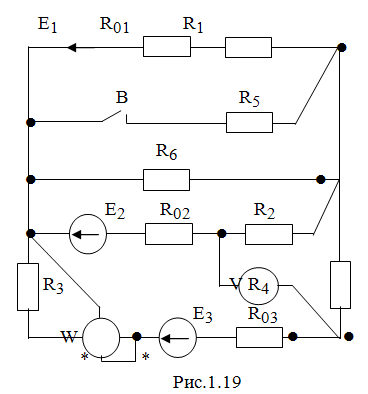 E1 R01 R1
B R5
R6
E2 R02 R2
R3 V R4
W E3 R03
* *
Рис.1.19